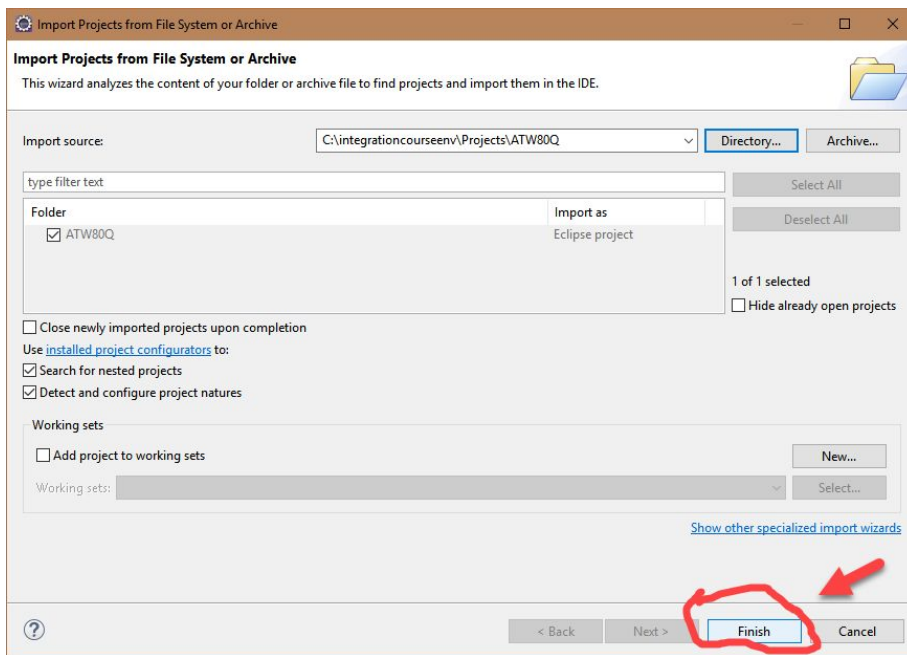 Import Projects from File System or Archive
Import Projects from File System or Archive
This wizard analyzes the content of your folder or archive file to find projects and import them in the IDE.
Import source: C:\integrationcourseenv\Projects\ATW80Q Directory... Archive...
type filter text Select All
Folder Import as Deselect All
ATW80Q Eclipse project
1 of 1 selected
Hide already open projects
Close newly imported projects upon completion
Use installed project configurators to:
Search for nested projects
Detect and configure project natures
Working sets
Add project to working sets New...
Working sets: Select...
Show other specialized import wizards
? < Back Next > Finish Cancel